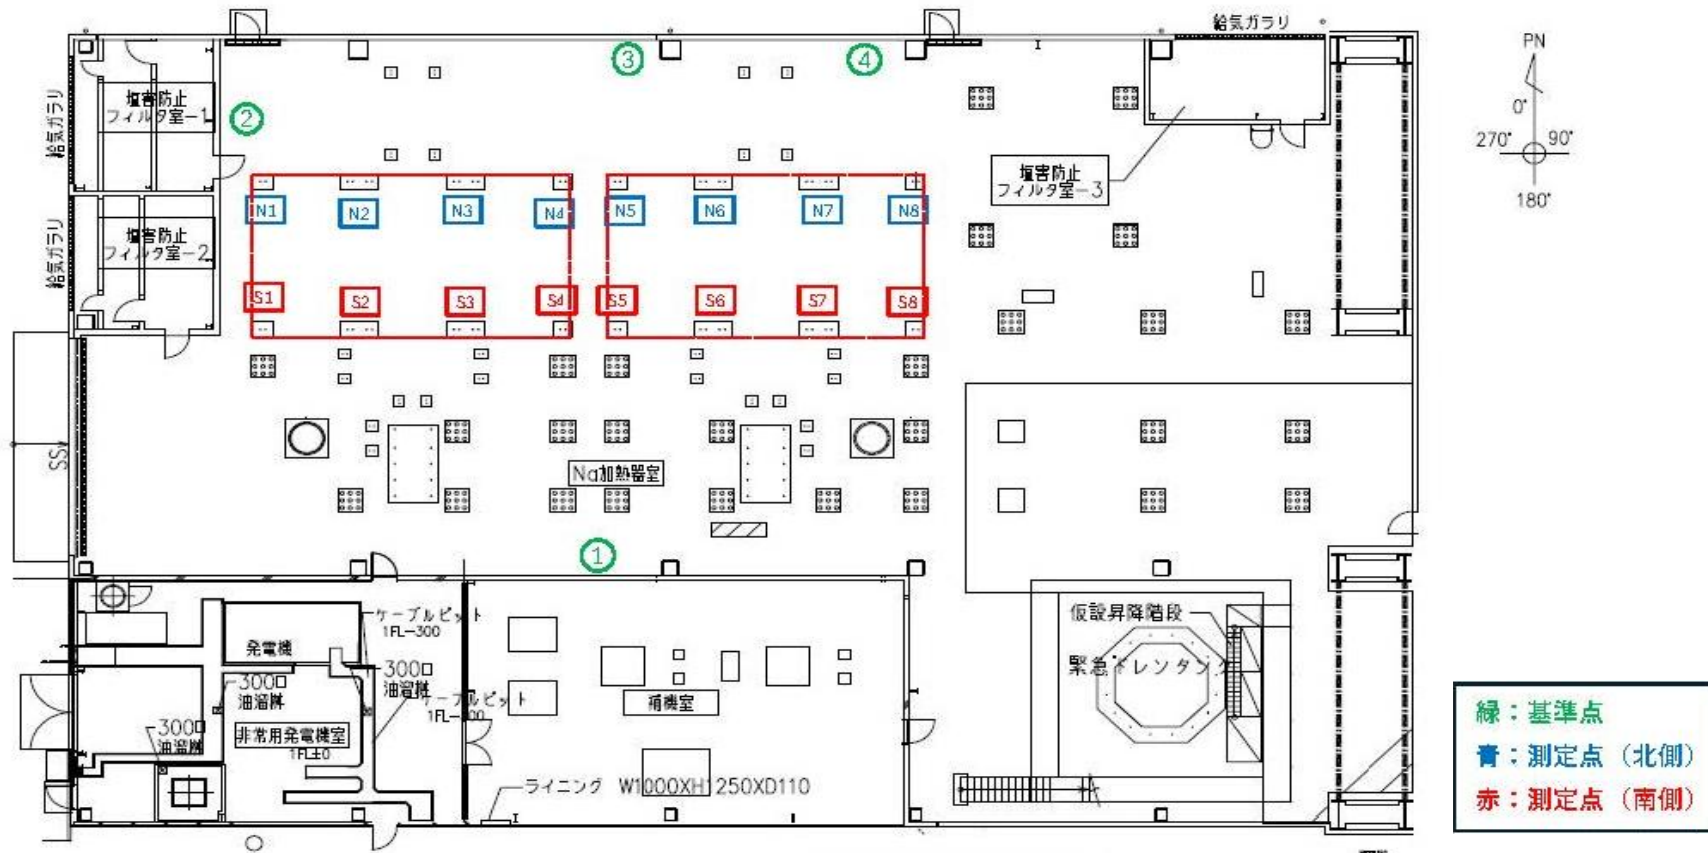 給気ガラリ
PN
0°
270°
90°
180°
③
④
②
①
給気ガラリ
塩害防止
フィルタ室-1
給気ガラリ
塩害防止
フィルタ室-2
塩害防止
フィルタ室-3
N1
N2
N3
N4
N5
N6
N7
N8
S1
S2
S3
S4
S5
S6
S7
S8
SS
Na加熱器室
ケーブルピット
1FL-300
発電機
300□
油溜桝
300□
油溜桝
ケーブルピット
300□
油溜桝
非常用発電機室
1FL±0
補機室
ライニング W1000XH1250XD110
仮設昇降階段
緊急ドレンタンク
緑：基準点
青：測定点（北側）
赤：測定点（南側）